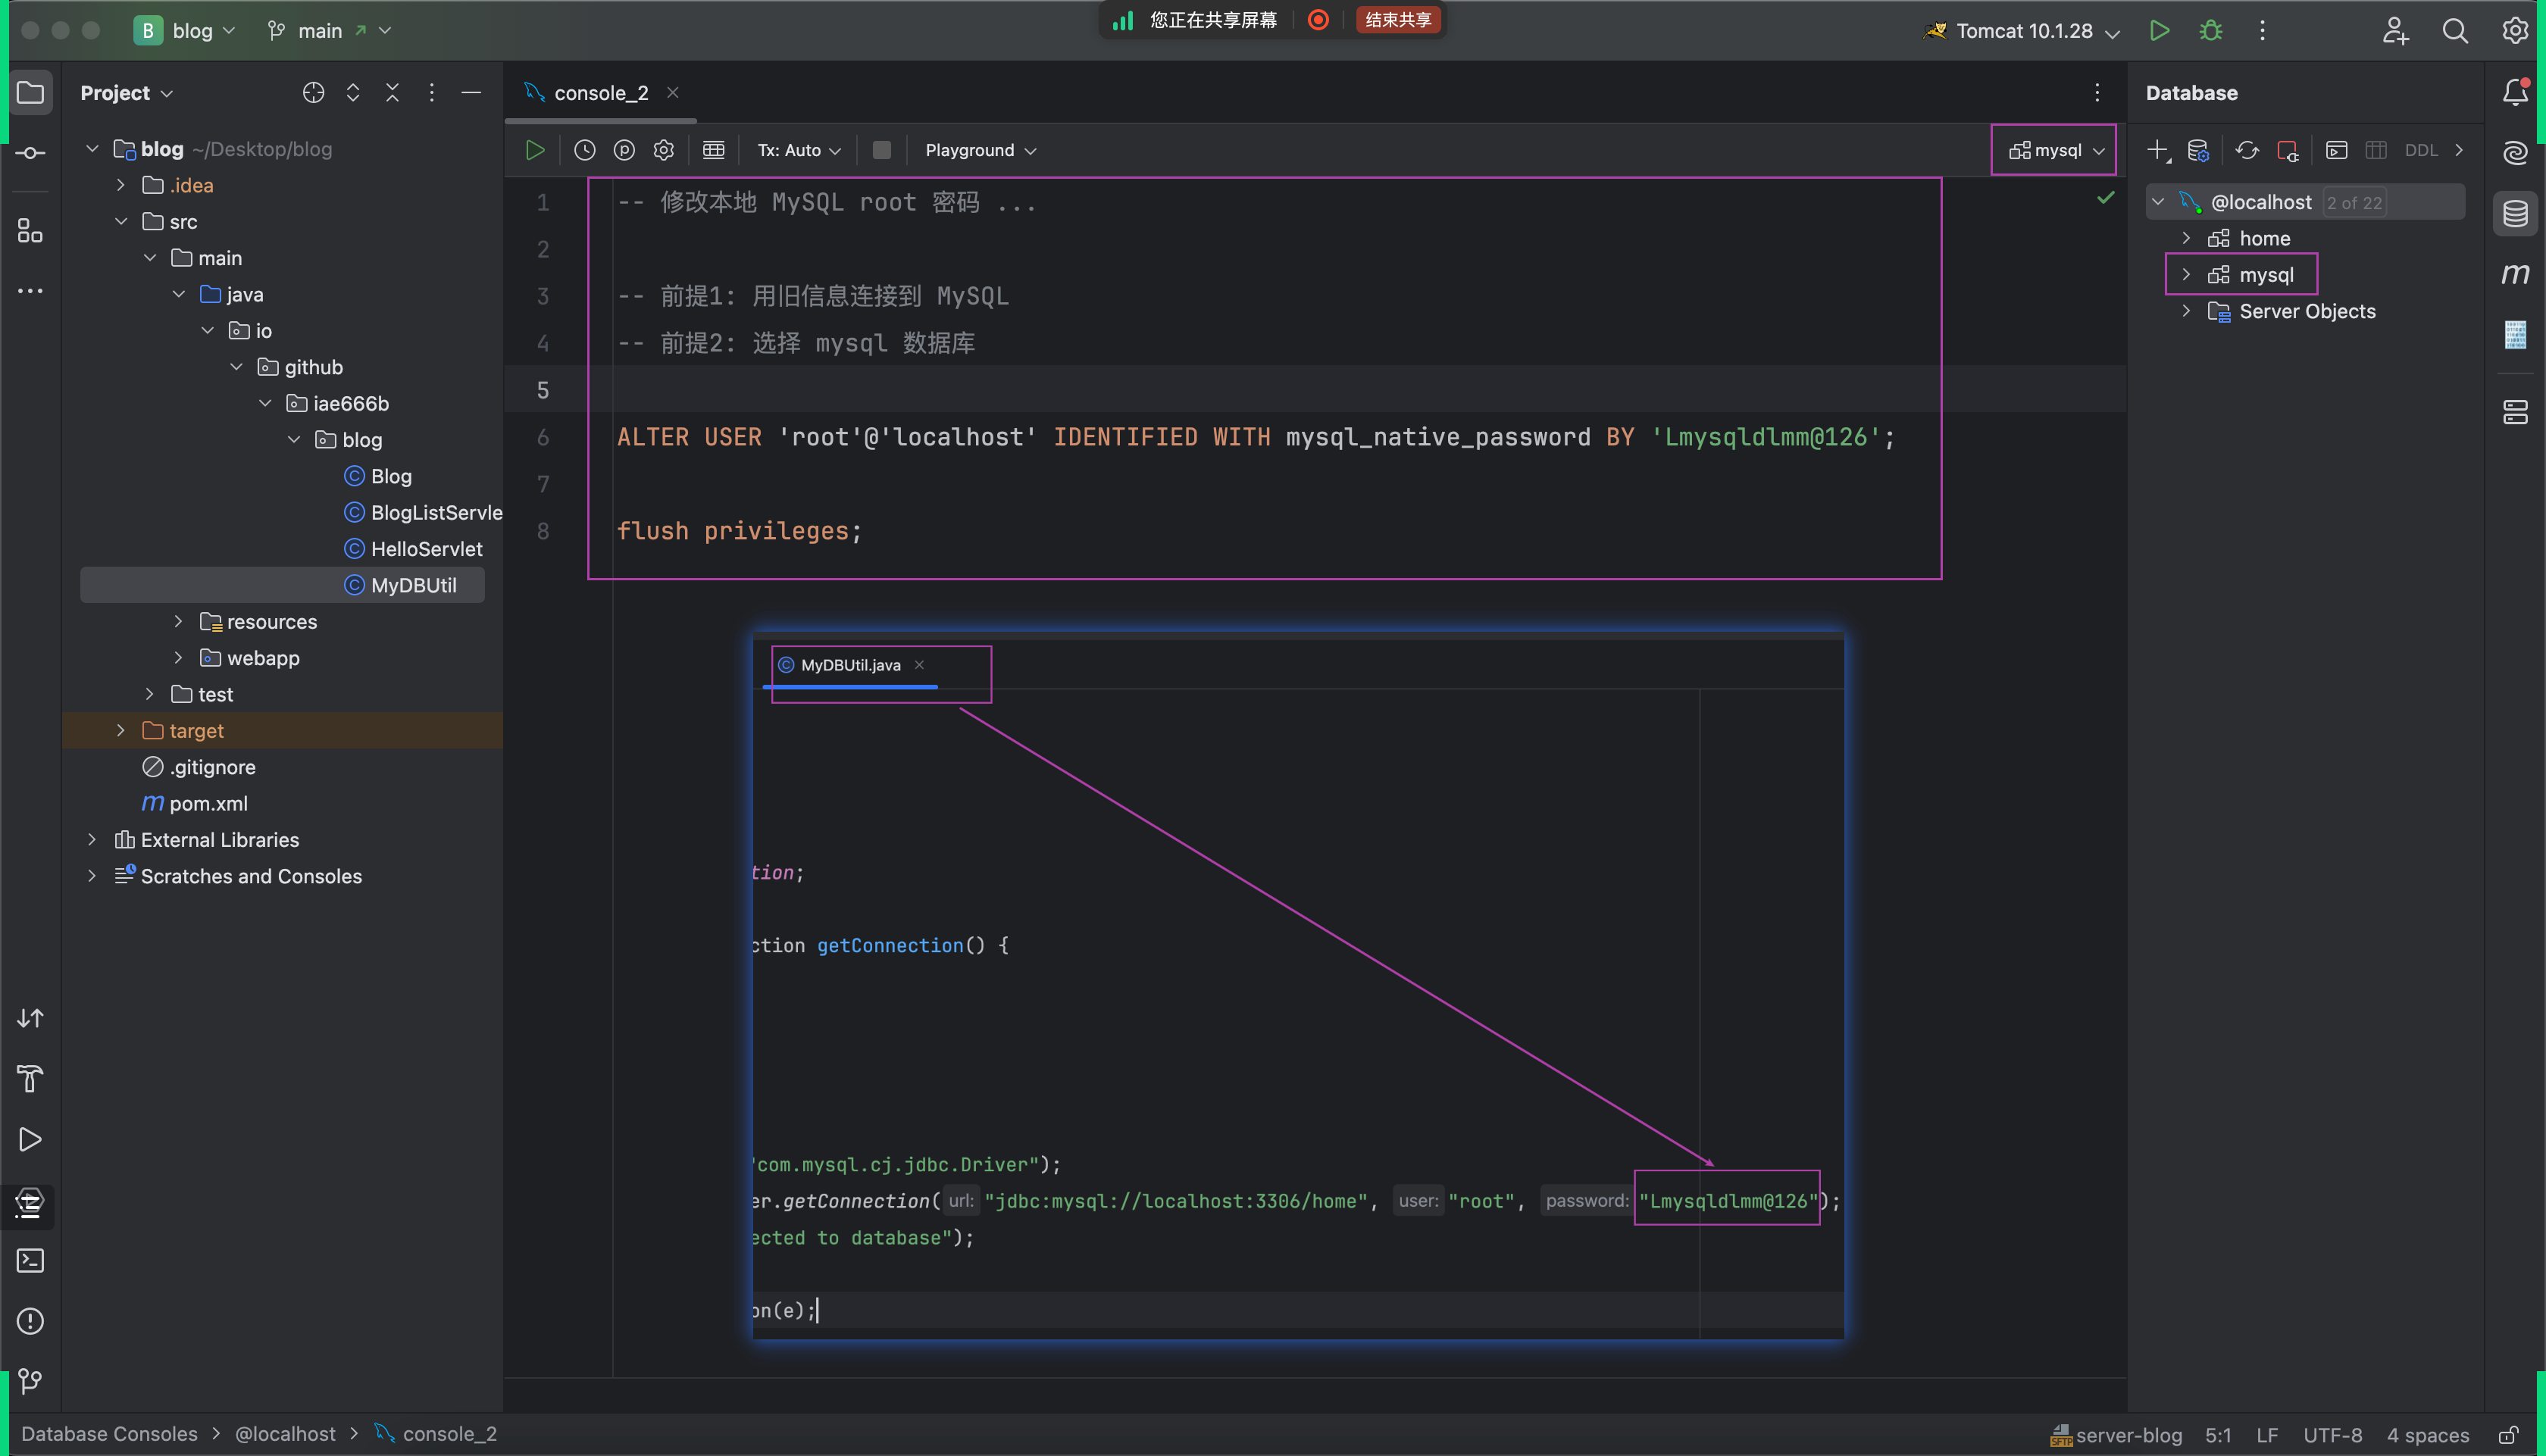 B blog main
您正在共享屏幕 结束共享
Tomcat 10.1.28
Project
blog ~/Desktop/blog
.idea
src
main
java
io
github
iae666b
blog
Blog
BlogListServle
HelloServlet
MyDBUtil
resources
webapp
test
target
.gitignore
m pom.xml
External Libraries
Scratches and Consoles
console_2
Tx: Auto Playground mysql
1 -- 修改本地 MySQL root 密码 ...
2
3 -- 前提1: 用旧信息连接到 MySQL
4 -- 前提2: 选择 mysql 数据库
5
6 ALTER USER 'root'@'localhost' IDENTIFIED WITH mysql_native_password BY 'Lmysqldlmm@126';
7
8 flush privileges;
MyDBUtil.java
tion;
ction getConnection() {
"com.mysql.cj.jdbc.Driver");
er.getConnection( url: "jdbc:mysql://localhost:3306/home", user: "root", password: "Lmysqldlmm@126");
ected to database");
on(e);
Database
DDL
@localhost 2 of 22
home
mysql
Server Objects
m
Database Consoles > @localhost > console_2
SFTP server-blog 5:1 LF UTF-8 4 spaces